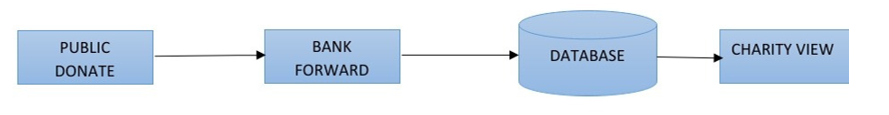 PUBLIC
DONATE
BANK
FORWARD
DATABASE
CHARITY VIEW